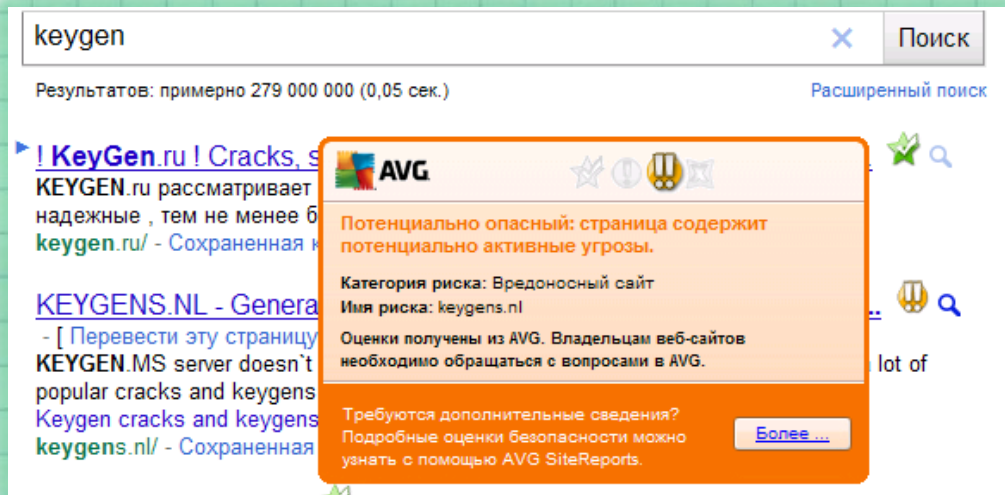 keygen
Поиск
Результатов: примерно 279 000 000 (0,05 сек.)
Расширенный поиск
! KeyGen.ru ! Cracks,
KEYGEN.ru рассматривает
надежные , тем не менее
keygen.ru/ - Сохраненная
AVG
Потенциально опасный: страница содержит
потенциально активные угрозы.
Категория риска: Вредоносный сайт
Имя риска: keygens.nl
Оценки получены из AVG. Владельцам веб-сайтов
необходимо обращаться с вопросами в AVG.
Требуются дополнительные сведения?
Подробные оценки безопасности можно
узнать с помощью AVG SiteReports.
Более ...
KEYGENS.NL - Genera
..
- [ Перевести эту страницу
KEYGEN.MS server doesn`t
lot of
popular cracks and keygens
Keygen cracks and keygens
keygens.nl/ - Сохраненная